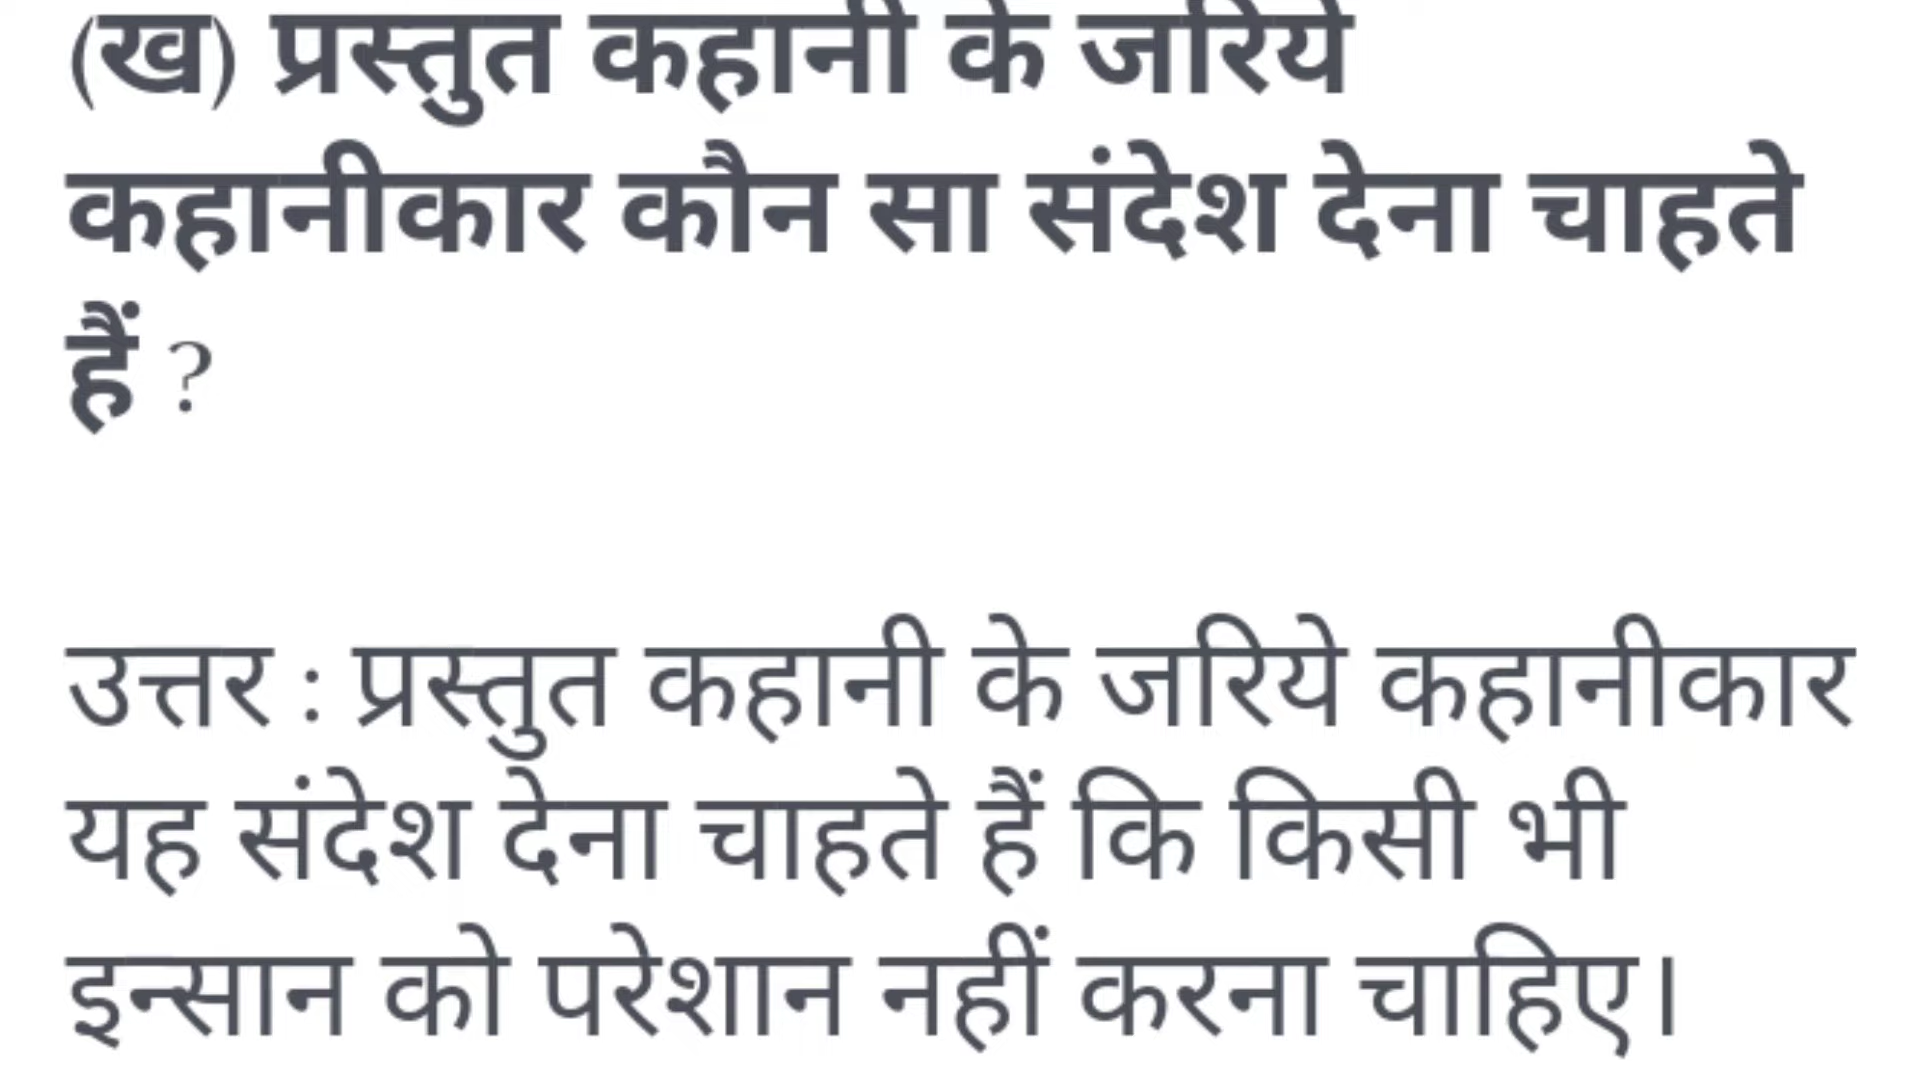 (ख) प्रस्तुत कहानी के जरिये
कहानीकार कौन सा संदेश देना चाहते
हैं ?
उत्तर : प्रस्तुत कहानी के जरिये कहानीकार
यह संदेश देना चाहते हैं कि किसी भी
इन्सान को परेशान नहीं करना चाहिए।